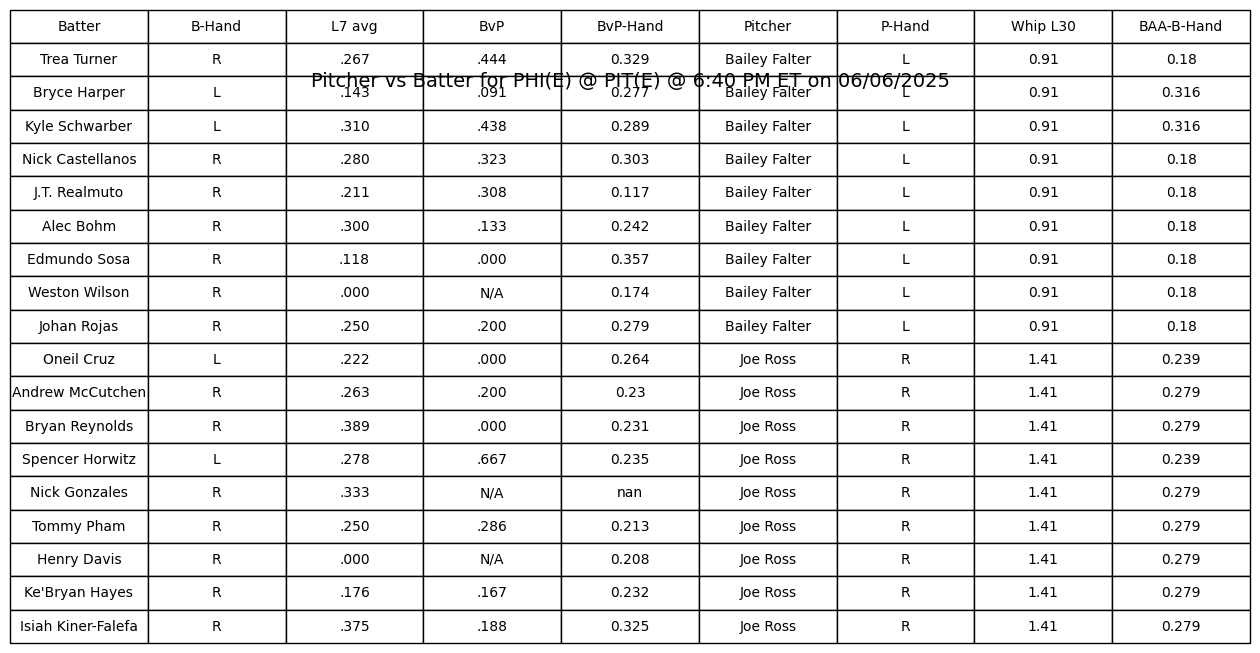 Batter B-Hand L7 avg BvP BvP-Hand Pitcher P-Hand Whip L30 BAA-B-Hand
Trea Turner R .267 .444 0.329 Bailey Falter L 0.91 0.18
Pitcher vs Batter for PHI(E) @ PIT(E) @ 6:40 PM ET on 06/06/2025
Bryce Harper L .143 .091 0.277 Bailey Falter L 0.91 0.316
Kyle Schwarber L .310 .438 0.289 Bailey Falter L 0.91 0.316
Nick Castellanos R .280 .323 0.303 Bailey Falter L 0.91 0.18
J.T. Realmuto R .211 .308 0.117 Bailey Falter L 0.91 0.18
Alec Bohm R .300 .133 0.242 Bailey Falter L 0.91 0.18
Edmundo Sosa R .118 .000 0.357 Bailey Falter L 0.91 0.18
Weston Wilson R .000 N/A 0.174 Bailey Falter L 0.91 0.18
Johan Rojas R .250 .200 0.279 Bailey Falter L 0.91 0.18
Oneil Cruz L .222 .000 0.264 Joe Ross R 1.41 0.239
Andrew McCutchen R .263 .200 0.23 Joe Ross R 1.41 0.279
Bryan Reynolds R .389 .000 0.231 Joe Ross R 1.41 0.279
Spencer Horwitz L .278 .667 0.235 Joe Ross R 1.41 0.239
Nick Gonzales R .333 N/A nan Joe Ross R 1.41 0.279
Tommy Pham R .250 .286 0.213 Joe Ross R 1.41 0.279
Henry Davis R .000 N/A 0.208 Joe Ross R 1.41 0.279
Ke'Bryan Hayes R .176 .167 0.232 Joe Ross R 1.41 0.279
Isiah Kiner-Falefa R .375 .188 0.325 Joe Ross R 1.41 0.279